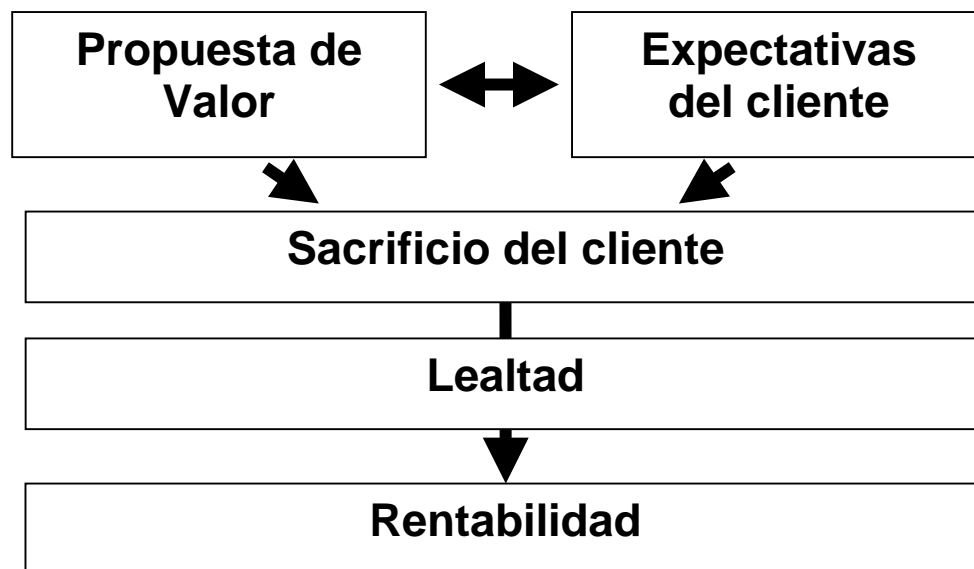 Propuesta de
Valor
Expectativas
del cliente
Sacrificio del cliente
Lealtad
Rentabilidad